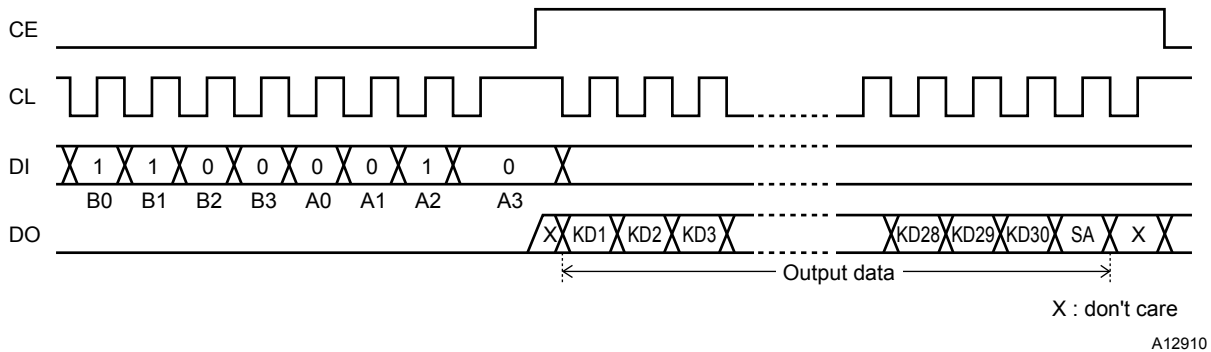 CE
CL
DI 1 1 0 0 0 0 1 0
B0 B1 B2 B3 A0 A1 A2 A3
DO X KD1 KD2 KD3 KD28 KD29 KD30 SA X
Output data
X : don't care
A12910